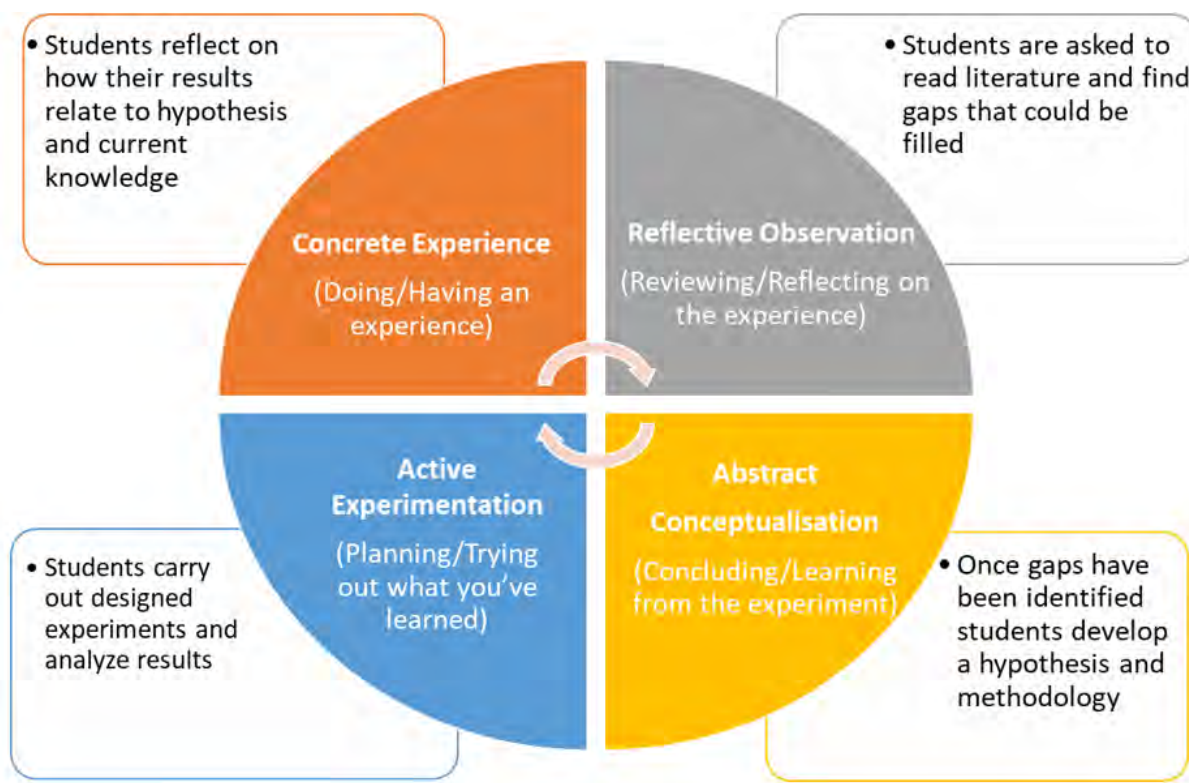 • Students reflect on
how their results
relate to hypothesis
and current
knowledge
• Students are asked to
read literature and find
gaps that could be
filled
Concrete Experience
(Doing/Having an
experience)
Reflective Observation
(Reviewing/Reflecting on
the experience)
Active
Experimentation
(Planning/Trying
out what you've
learned)
Abstract
Conceptualisation
(Concluding/Learning
from the experiment)
• Students carry
out designed
experiments and
analyze results
• Once gaps have
been identified
students develop
a hypothesis and
methodology